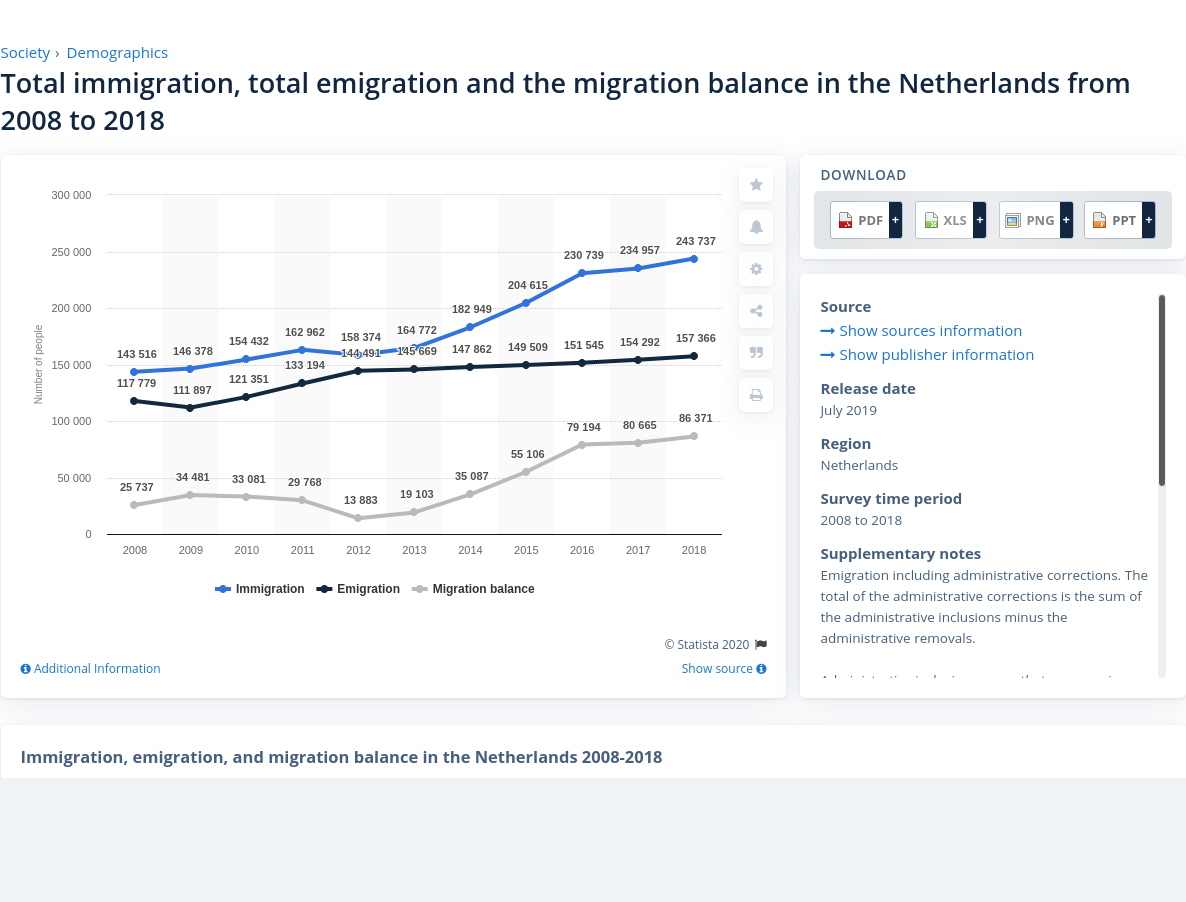 Society › Demographics
Total immigration, total emigration and the migration balance in the Netherlands from
2008 to 2018
300 000
250 000
200 000
150 000
100 000
50 000
0
Number of people
143 516
146 378
154 432
162 962
158 374
164 772
182 949
204 615
230 739
234 957
243 737
117 779
111 897
121 351
133 194
144 491
145 669
147 862
149 509
151 545
154 292
157 366
25 737
34 481
33 081
29 768
13 883
19 103
35 087
55 106
79 194
80 665
86 371
2008 2009 2010 2011 2012 2013 2014 2015 2016 2017 2018
Immigration Emigration Migration balance
© Statista 2020
Additional Information
Show source
DOWNLOAD
PDF + XLS + PNG + PPT +
Source
Show sources information
Show publisher information
Release date
July 2019
Region
Netherlands
Survey time period
2008 to 2018
Supplementary notes
Emigration including administrative corrections. The
total of the administrative corrections is the sum of
the administrative inclusions minus the
administrative removals.
Immigration, emigration, and migration balance in the Netherlands 2008-2018